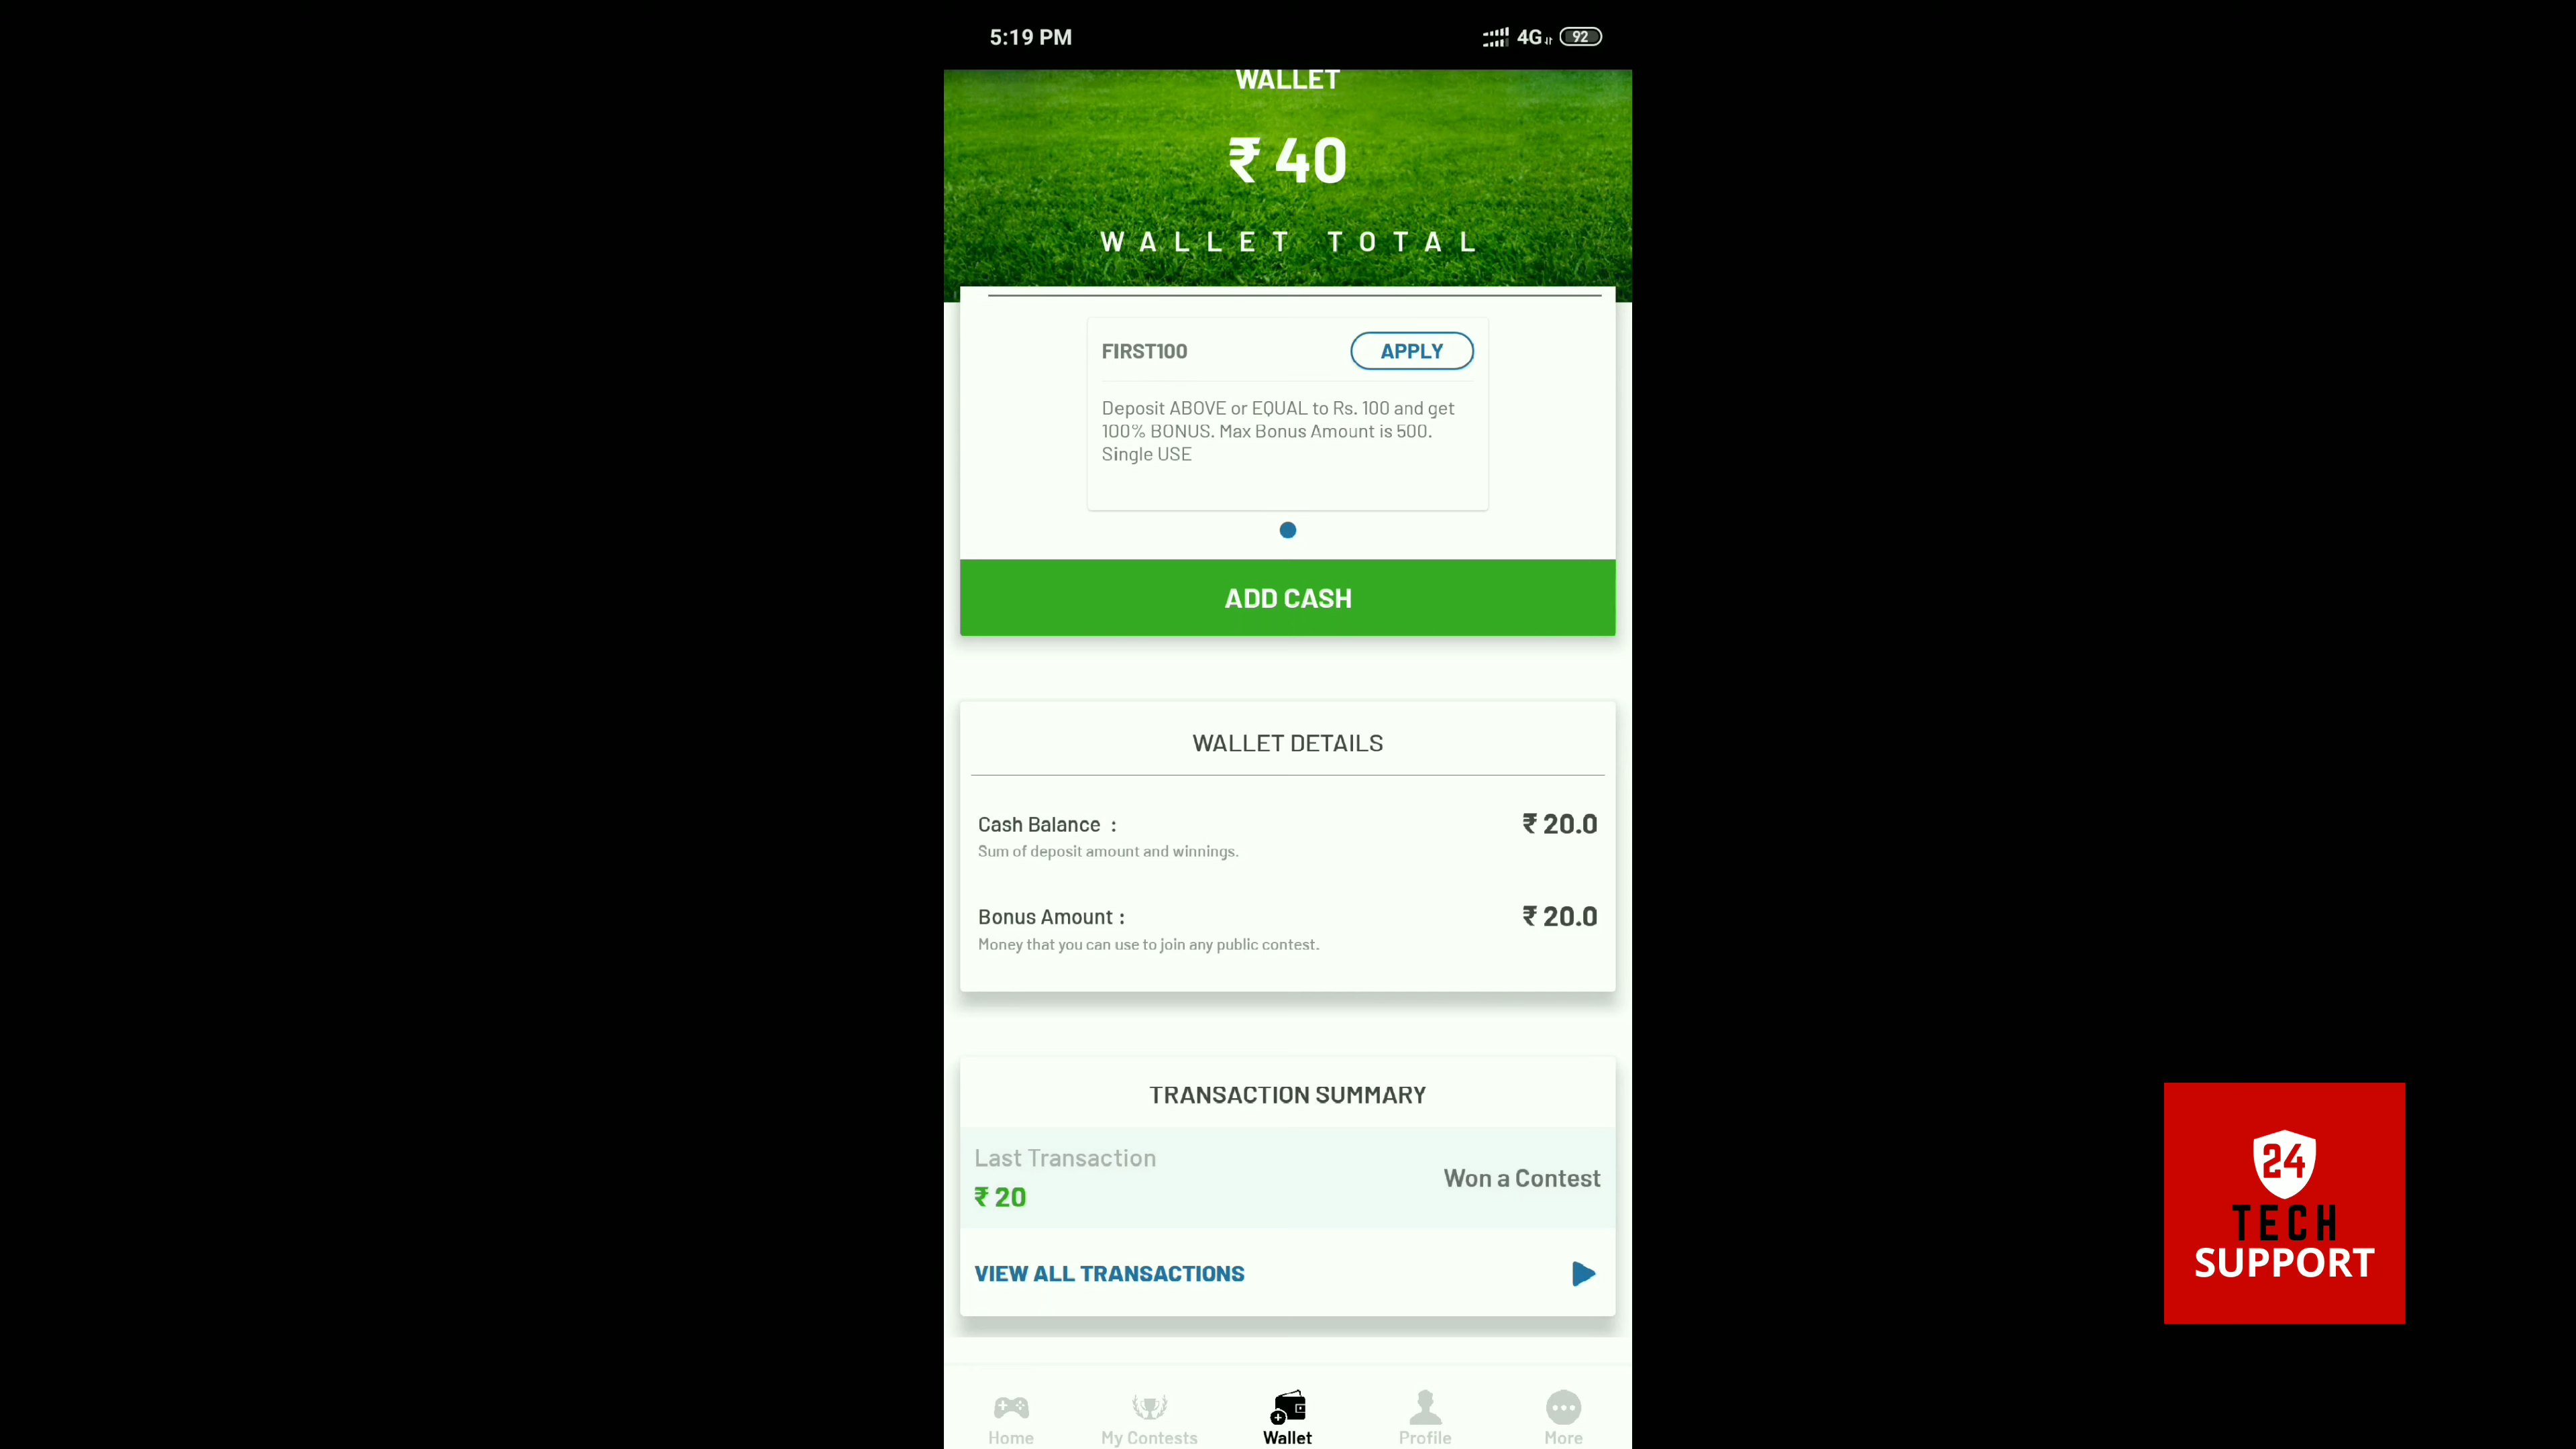 5:19 PM
4G
92
WALLET
₹ 40
WALLET TOTAL
FIRST100
APPLY
Deposit ABOVE or EQUAL to Rs. 100 and get
100% BONUS. Max Bonus Amount is 500.
Single USE
ADD CASH
WALLET DETAILS
Cash Balance :
₹ 20.0
Sum of deposit amount and winnings.
Bonus Amount :
₹ 20.0
Money that you can use to join any public contest.
TRANSACTION SUMMARY
Last Transaction
Won a Contest
₹ 20
VIEW ALL TRANSACTIONS
Home
My Contests
Wallet
Profile
More
24
TECH
SUPPORT